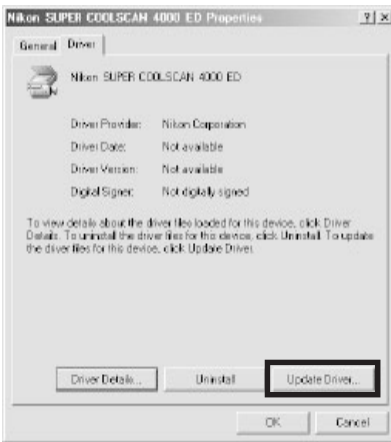 Nikon SUPER COOLSCAN 4000 ED Properties
General Driver
Nikon SUPER COOLSCAN 4000 ED
Driver Provider: Nikon Corporation
Driver Date: Not available
Driver Version: Not available
Digital Signer: Not digitally signed
To view details about the driver files loaded for this device, click Driver
Details. To uninstall the driver files for this device, click Uninstall. To update
the driver files for this device, click Update Driver.
Driver Details... Uninstall Update Driver...
OK Cancel